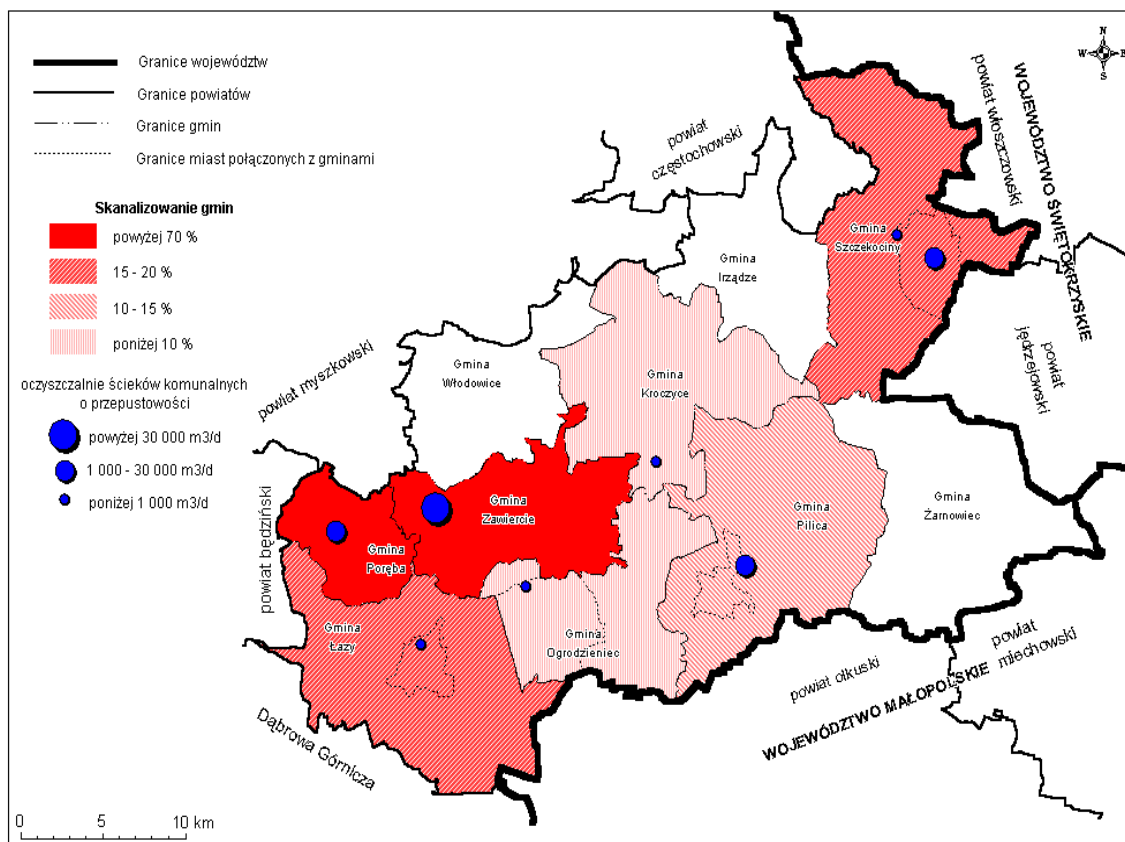 Granice województw
Granice powiatów
Granice gmin
Granice miast połączonych z gminami
Skanalizowanie gmin
powyżej 70 %
15 - 20 %
10 - 15 %
poniżej 10 %
oczyszczalnie ścieków komunalnych
o przepustowości
powyżej 30 000 m3/d
1 000 - 30 000 m3/d
poniżej 1 000 m3/d
0 5 10 km
N
W E
S
powiat
częstochowski
WOJEWÓDZTWO ŚWIĘTOKRZYSKIE
powiat włoszczowski
Gmina
Szczekociny
Gmina
Irządze
powiat
jędrzejowski
powiat myszkowski
Gmina
Włodowice
Gmina
Kroczyce
Gmina
Zawiercie
Gmina
Pilica
Gmina
Żarnowiec
powiat będziński
Gmina
Poręba
Gmina
Łazy
Gmina
Ogrodzieniec
powiat
miechowski
powiat olkuski
WOJEWÓDZTWO MAŁOPOLSKIE
Dąbrowa Górnicza